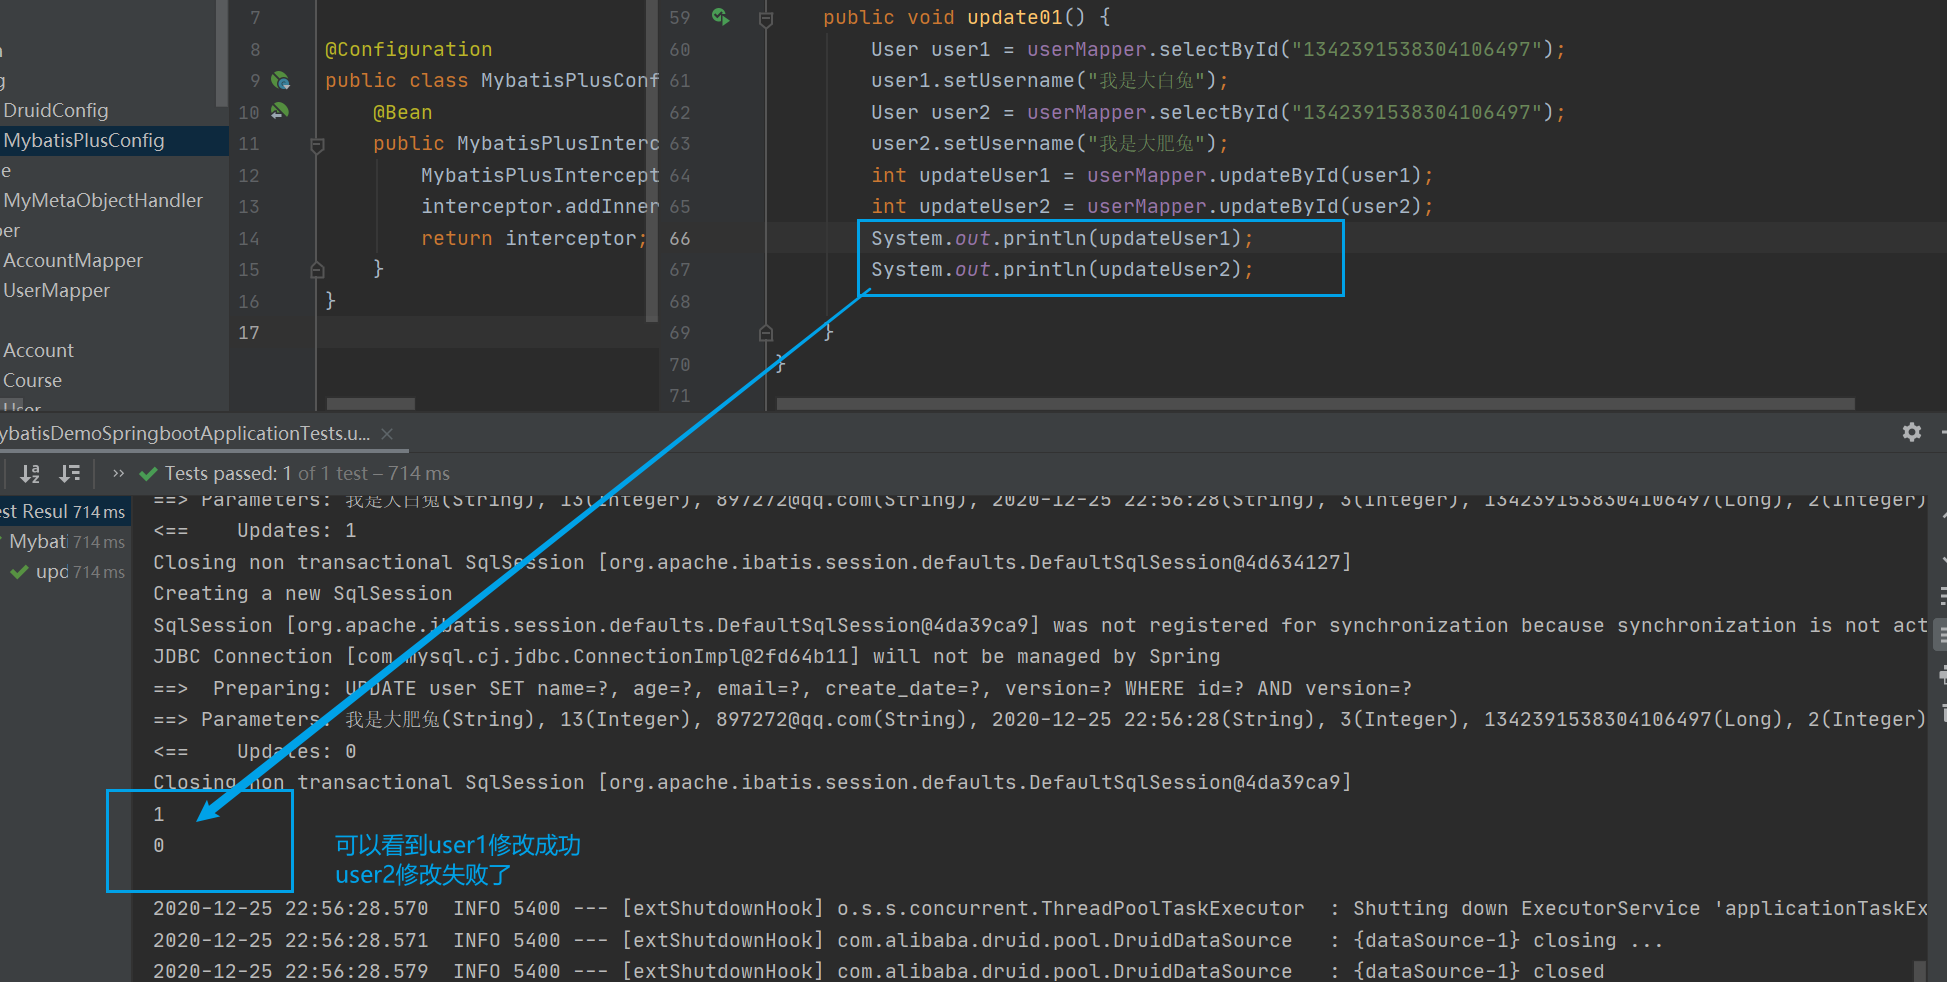 g
DruidConfig
MybatisPlusConfig
e
MyMetaObjectHandler
per
AccountMapper
UserMapper
Account
Course
User
7
8 @Configuration
9 public class MybatisPlusConf
10 @Bean
11 public MybatisPlusInterc
12 MybatisPlusIntercept
13 interceptor.addInner
14 return interceptor;
15 }
16 }
17
59 public void update01() {
60 User user1 = userMapper.selectById("1342391538304106497");
61 user1.setUsername("我是大白兔");
62 User user2 = userMapper.selectById("1342391538304106497");
63 user2.setUsername("我是大肥兔");
64 int updateUser1 = userMapper.updateById(user1);
65 int updateUser2 = userMapper.updateById(user2);
66 System.out.println(updateUser1);
67 System.out.println(updateUser2);
68
69 }
70 }
71
ybatisDemoSpringbootApplicationTests.u... ×
» Tests passed: 1 of 1 test – 714 ms
est Resul 714 ms
Mybati 714 ms
upd 714 ms
==> Parameters: 我是大白兔(String), 13(Integer), 897272@qq.com(String), 2020-12-25 22:56:28(String), 3(Integer), 1342391538304106497(Long), 2(Integer)
<== Updates: 1
Closing non transactional SqlSession [org.apache.ibatis.session.defaults.DefaultSqlSession@4d634127]
Creating a new SqlSession
SqlSession [org.apache.ibatis.session.defaults.DefaultSqlSession@4da39ca9] was not registered for synchronization because synchronization is not act
JDBC Connection [com.mysql.cj.jdbc.ConnectionImpl@2fd64b11] will not be managed by Spring
==> Preparing: UPDATE user SET name=?, age=?, email=?, create_date=?, version=? WHERE id=? AND version=?
==> Parameters: 我是大肥兔(String), 13(Integer), 897272@qq.com(String), 2020-12-25 22:56:28(String), 3(Integer), 1342391538304106497(Long), 2(Integer)
<== Updates: 0
Closing non transactional SqlSession [org.apache.ibatis.session.defaults.DefaultSqlSession@4da39ca9]
1
0
可以看到user1修改成功
user2修改失败了
2020-12-25 22:56:28.570 INFO 5400 --- [extShutdownHook] o.s.s.concurrent.ThreadPoolTaskExecutor : Shutting down ExecutorService 'applicationTaskEx
2020-12-25 22:56:28.571 INFO 5400 --- [extShutdownHook] com.alibaba.druid.pool.DruidDataSource : {dataSource-1} closing ...
2020-12-25 22:56:28.579 INFO 5400 --- [extShutdownHook] com.alibaba.druid.pool.DruidDataSource : {dataSource-1} closed